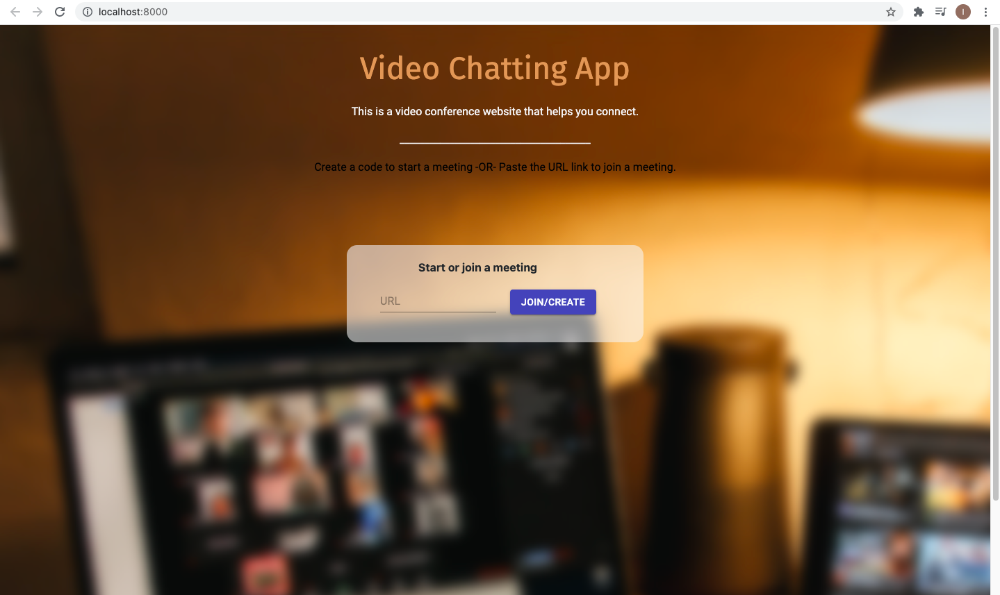 localhost:8000
I
Video Chatting App
This is a video conference website that helps you connect.
Create a code to start a meeting -OR- Paste the URL link to join a meeting.
Start or join a meeting
URL
JOIN/CREATE